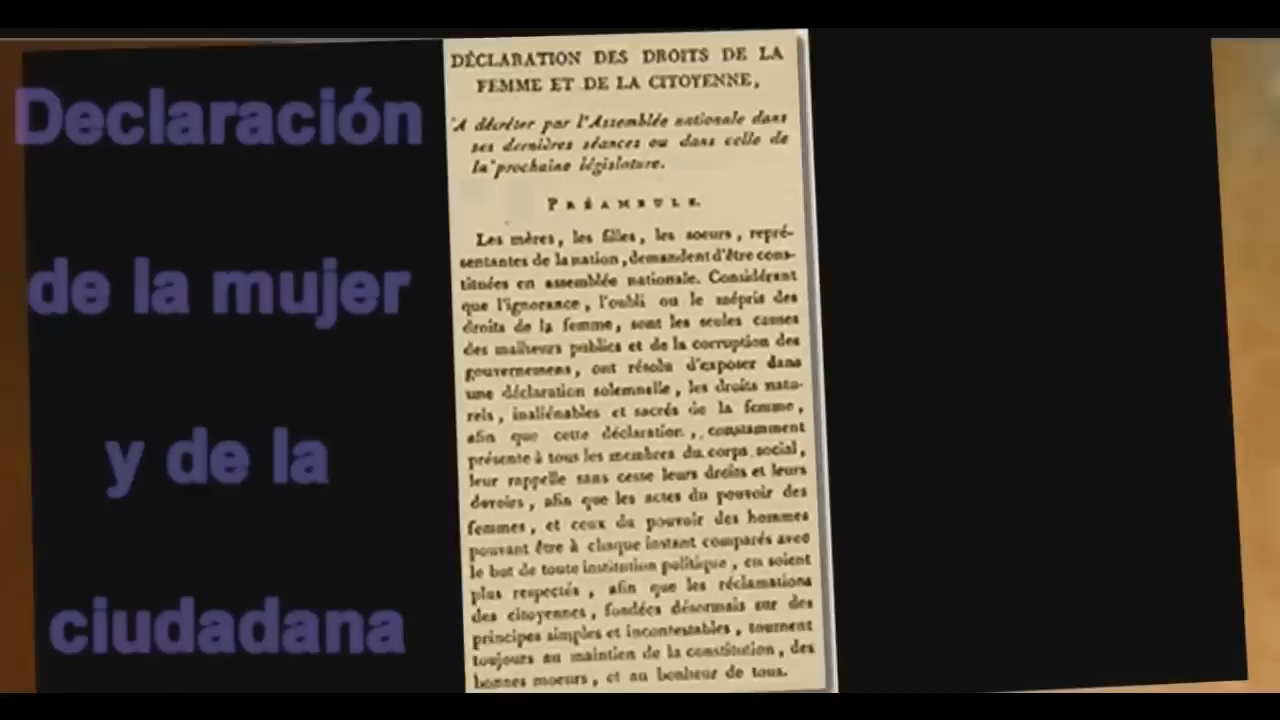 Declaración
de la mujer
y de la
ciudadana
DÉCLARATION DES DROITS DE LA
FEMME ET DE LA CITOYENNE,
A décréter par l'Assemblée nationale dans
ses dernières séances ou dans celle de
la prochaine législature.
PRÉAMBULE.
Les mères, les filles, les soeurs, repré-
sentantes de la nation, demandent d'être cons-
tituées en assemblée nationale. Considérant
que l'ignorance, l'oubli ou le mépris des
droits de la femme, sont les seules causes
des malheurs publics et de la corruption des
gouvernemens, ont résolu d'exposer dans
une déclaration solemnelle, les droits natu-
rels, inaliénables et sacrés de la femme,
afin que cette déclaration, constamment
présente à tous les membres du corps social,
leur rappelle sans cesse leurs droits et leurs
devoirs, afin que les actes du pouvoir des
femmes, et ceux du pouvoir des hommes
pouvant être à chaque instant comparés avec
le but de toute institution politique, en soient
plus respectés, afin que les réclamations
des citoyennes, fondées désormais sur des
principes simples et incontestables, tournent
toujours au maintien de la constitution, des
bonnes moeurs, et au bonheur de tous.